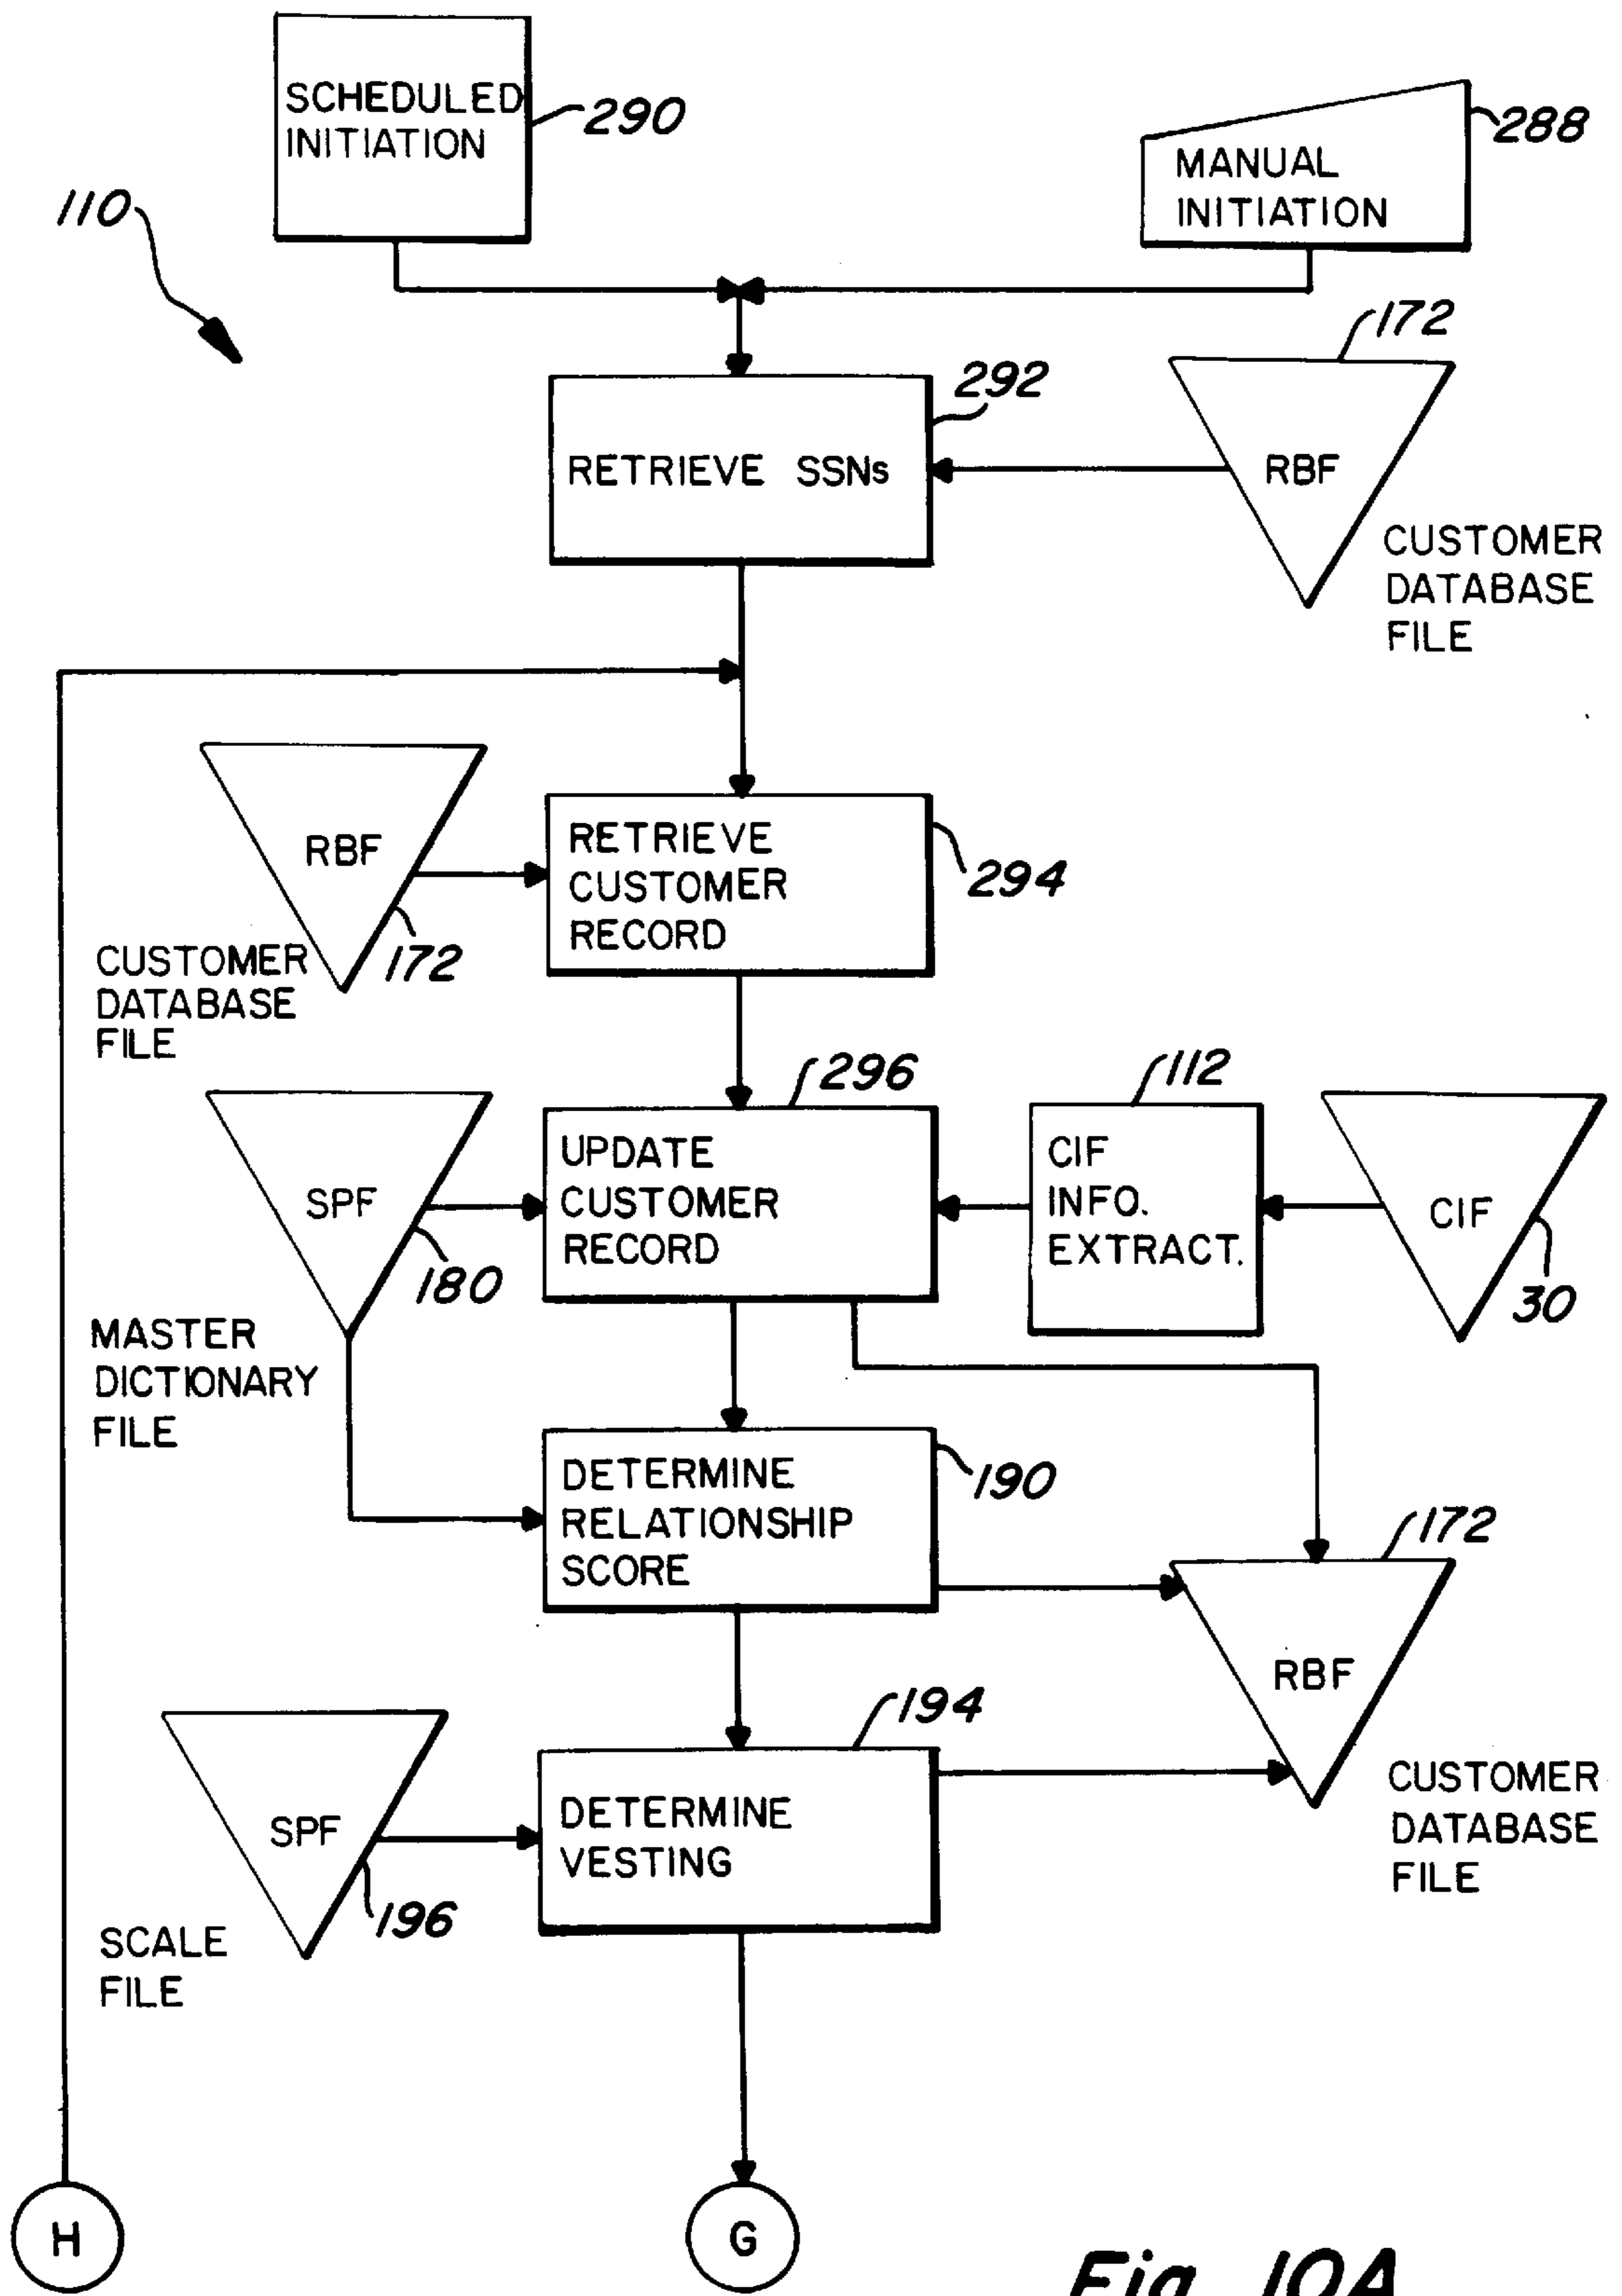 SCHEDULED
INITIATION
290
MANUAL
INITIATION
288
110
172
292
RETRIEVE SSNs
RBF
CUSTOMER
DATABASE
FILE
RBF
172
CUSTOMER
DATABASE
FILE
RETRIEVE
CUSTOMER
RECORD
294
296
112
SPF
180
MASTER
DICTIONARY
FILE
UPDATE
CUSTOMER
RECORD
CIF
INFO.
EXTRACT.
CIF
30
DETERMINE
RELATIONSHIP
SCORE
190
172
RBF
CUSTOMER
DATABASE
FILE
194
SPF
196
SCALE
FILE
DETERMINE
VESTING
H
G
Fig. 10A